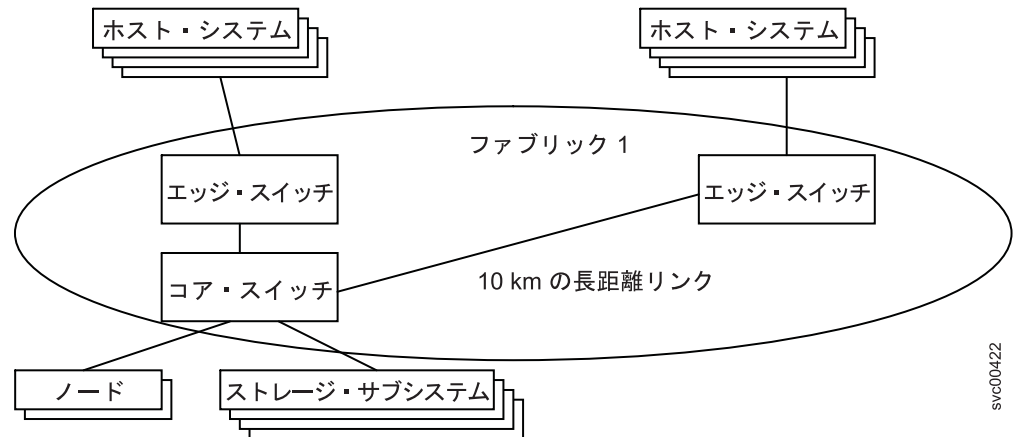 ホスト・システム
ホスト・システム
ファブリック 1
エッジ・スイッチ
エッジ・スイッチ
コア・スイッチ
10 km の長距離リンク
ノード
ストレージ・サブシステム
svc00422